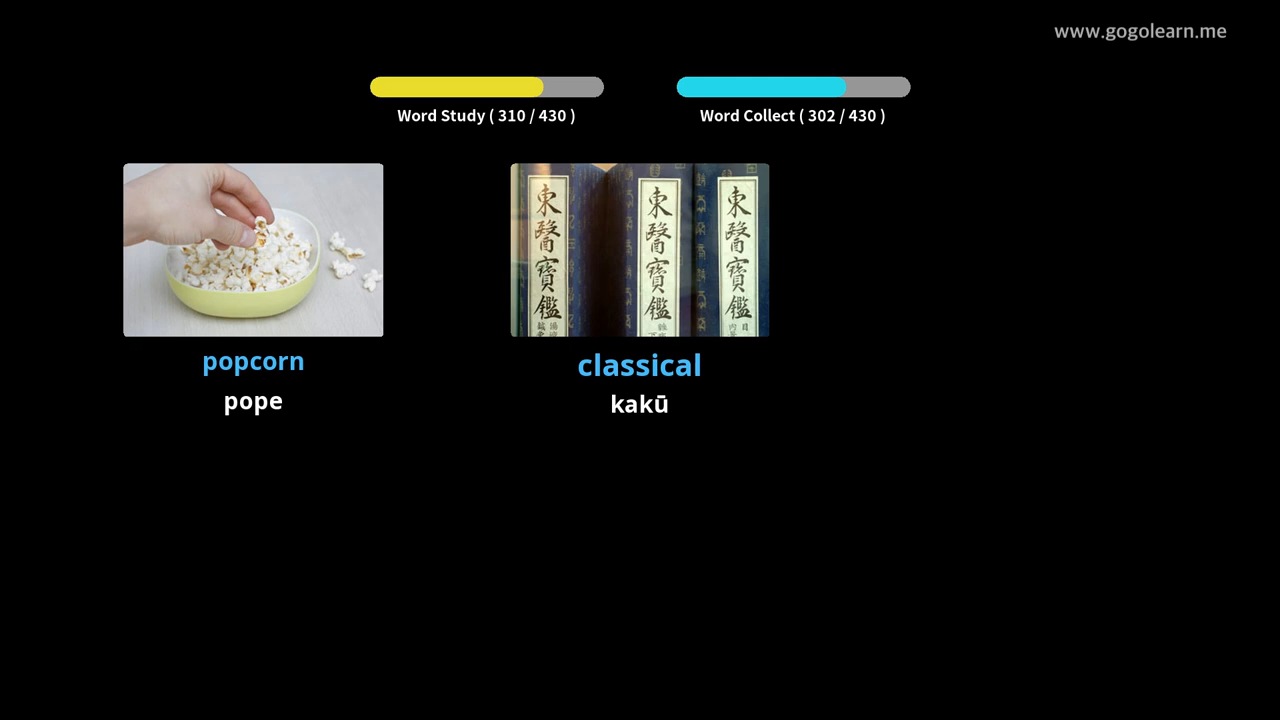 www.gogolearn.me
Word Study ( 310 / 430 )
Word Collect ( 302 / 430 )
東醫寶鑑
東醫寶鑑
東醫寶鑑
popcorn
pope
classical
kakū